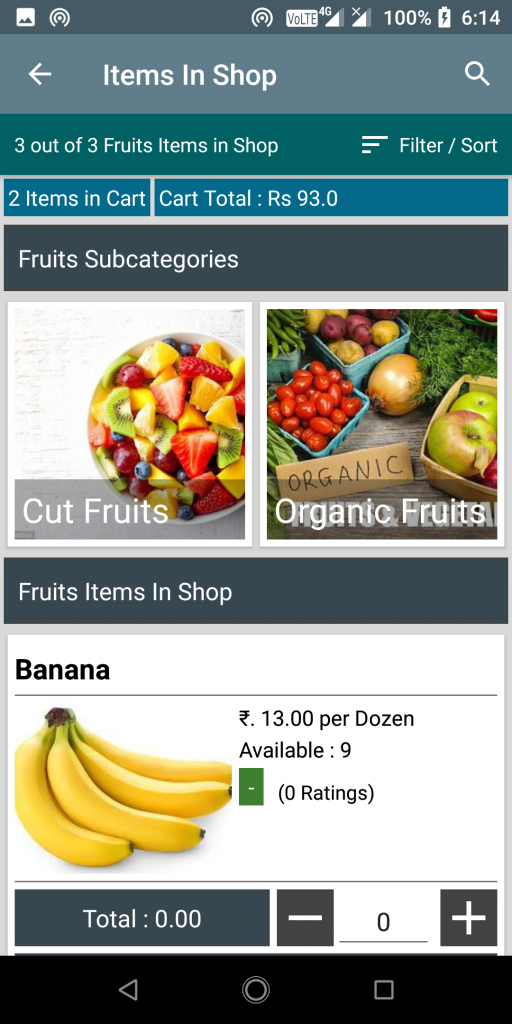 VoLTE 4G 100% 6:14
Items In Shop
3 out of 3 Fruits Items in Shop Filter / Sort
2 Items in Cart Cart Total : Rs 93.0
Fruits Subcategories
ORGANIC
Cut Fruits Organic Fruits
Fruits Items In Shop
Banana
₹. 13.00 per Dozen
Available : 9
- (0 Ratings)
Total : 0.00 0